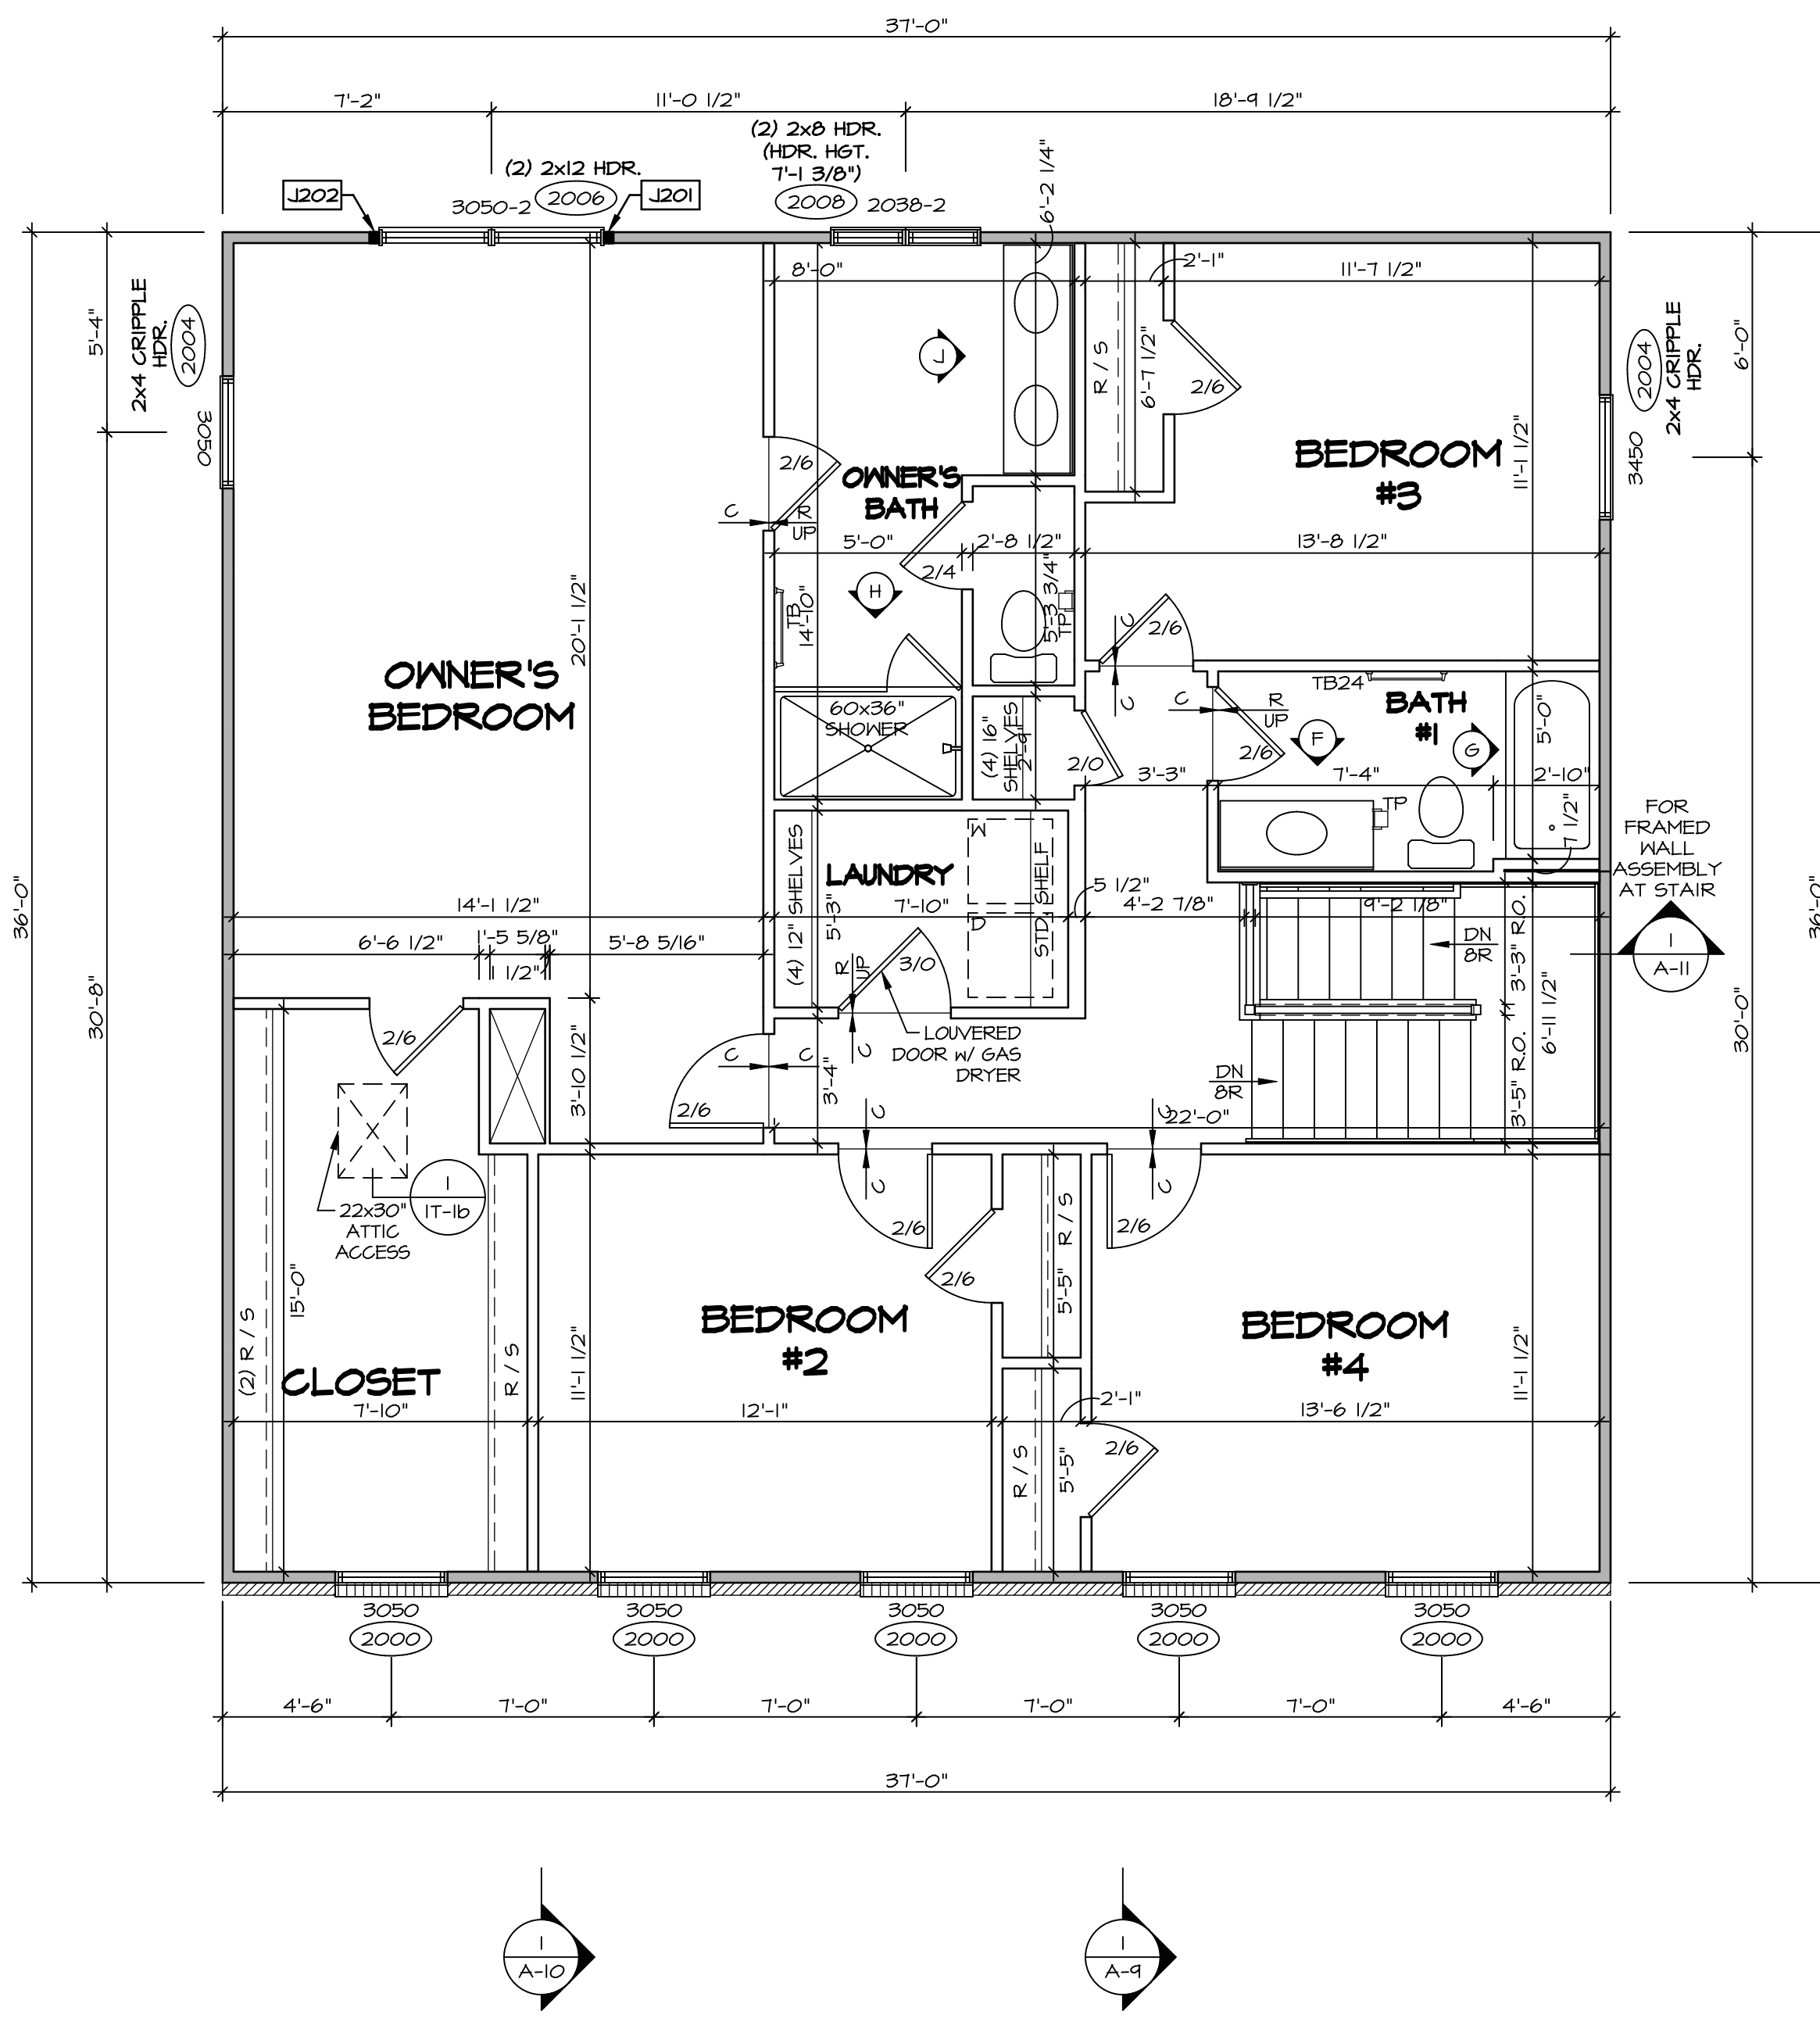 37'-0"
7'-2"
11'-0 1/2"
18'-9 1/2"
(2) 2x8 HDR.
(HDR. HGT.
7'-1 3/8")
(2) 2x12 HDR.
J202
3050-2
2006
J201
2008
2038-2
6'-2 1/4"
8'-0"
2'-1"
11'-7 1/2"
5'-4"
2x4 CRIPPLE
HDR.
2004
3050
R / S
6'-7 1/2"
2/6
J
2004
2x4 CRIPPLE
HDR.
6'-0"
3450
BEDROOM
#3
11'-1 1/2"
2/6
OWNER'S
BATH
C
R
UP
5'-0"
2'-8 1/2"
13'-8 1/2"
2/4
H
TB
14'-10"
5'-3 3/4"
TP
20'-1 1/2"
C
2/6
OWNER'S
BEDROOM
60x36"
SHOWER
(4) 16"
SHELVES
2'-9"
C
C
R
UP
TB24
BATH
#1
F
G
5'-0"
2/0
3'-3"
2/6
7'-4"
2'-10"
TP
7 1/2"
FOR
FRAMED
WALL
ASSEMBLY
AT STAIR
1
A-11
36'-0"
36'-0"
30'-8"
30'-0"
(4) 12" SHELVES
LAUNDRY
W
D
STD. SHELF
5'-3"
14'-1 1/2"
7'-10"
5 1/2"
4'-2 7/8"
9'-2 1/8"
6'-6 1/2"
1'-5 5/8"
1 1/2"
5'-8 5/16"
R
UP
3/0
DN
8R
3'-3" R.O.
6'-11 1/2"
3'-5" R.O.
2/6
LOUVERED
DOOR W/ GAS
DRYER
C
C
C
3'-4"
3'-10 1/2"
2/6
DN
8R
C
C
22'-0"
C
C
22x30"
ATTIC
ACCESS
1
1T-1b
2/6
2/6
2/6
R / S
5'-5"
15'-0"
(2) R / S
CLOSET
R / S
7'-10"
11'-1 1/2"
BEDROOM
#2
12'-1"
BEDROOM
#4
11'-1 1/2"
2'-1"
13'-6 1/2"
R / S
5'-5"
2/6
3050
3050
3050
3050
3050
2000
2000
2000
2000
2000
4'-6"
7'-0"
7'-0"
7'-0"
7'-0"
4'-6"
37'-0"
1
A-10
1
A-9